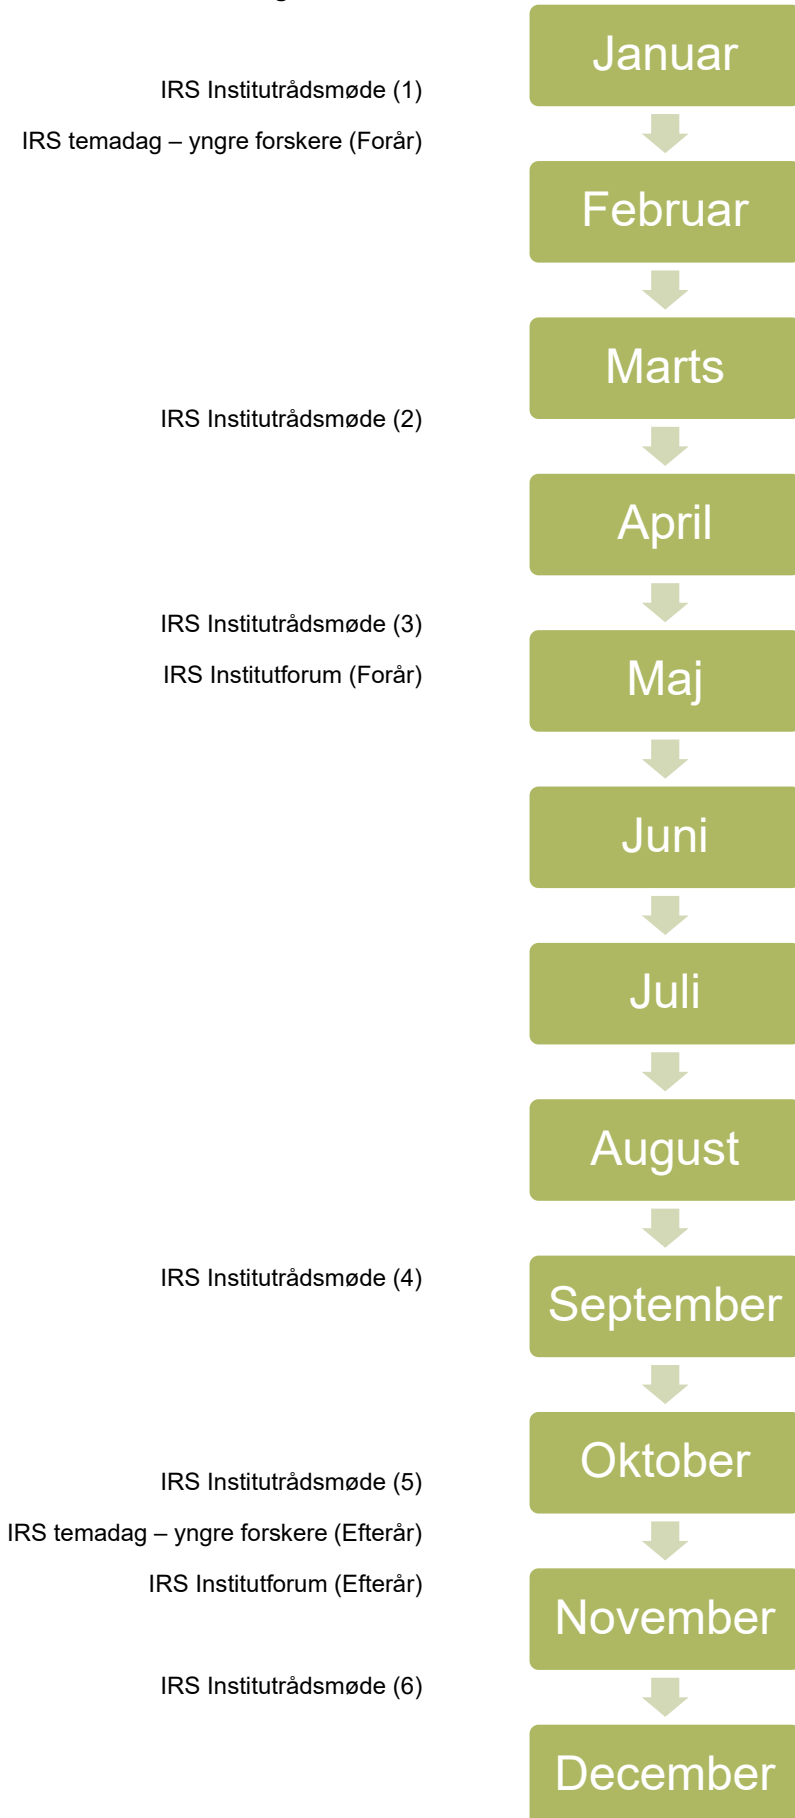 Januar
IRS Institutrådsmøde (1)
IRS temadag – yngre forskere (Forår)
Februar
Marts
IRS Institutrådsmøde (2)
April
IRS Institutrådsmøde (3)
IRS Institutforum (Forår)
Maj
Juni
Juli
August
IRS Institutrådsmøde (4)
September
Oktober
IRS Institutrådsmøde (5)
IRS temadag – yngre forskere (Efterår)
IRS Institutforum (Efterår)
November
IRS Institutrådsmøde (6)
December